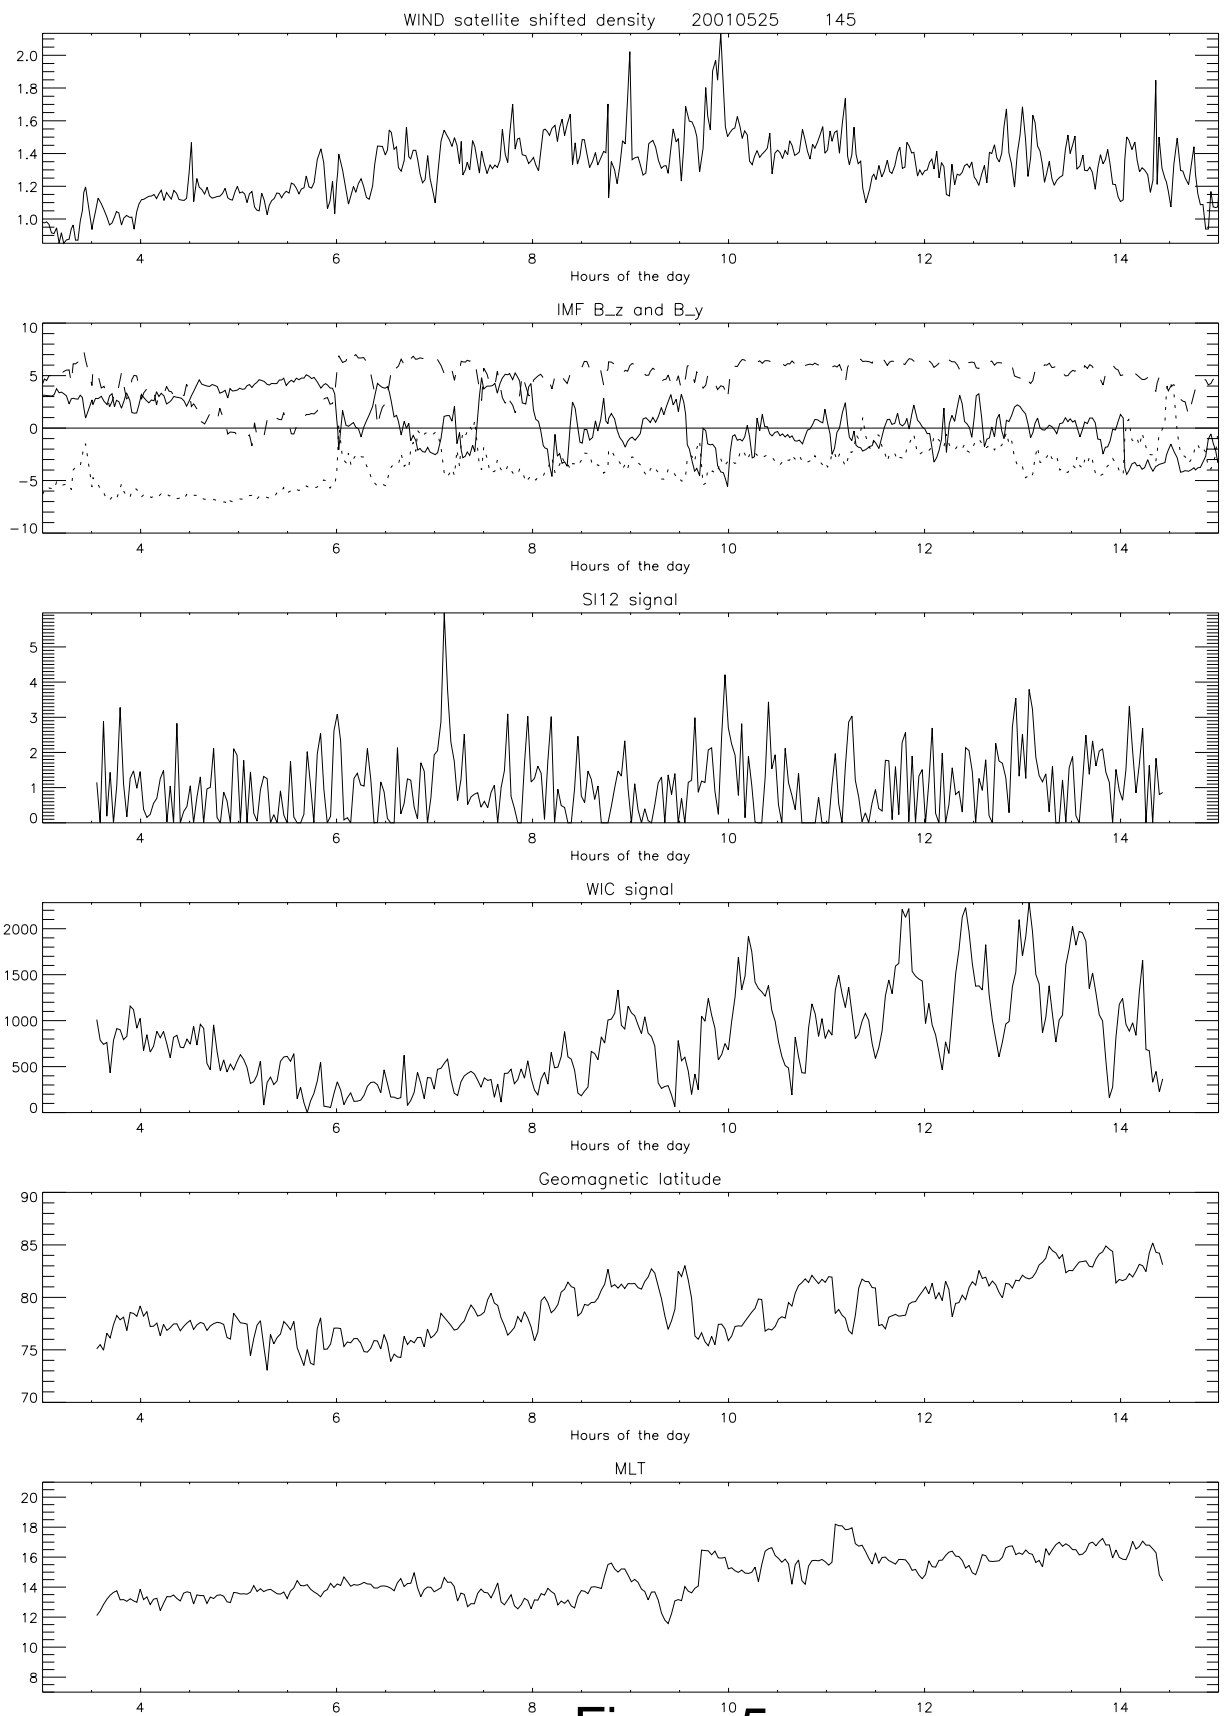 WIND satellite shifted density 20010525 145
2.0
1.8
1.6
1.4
1.2
1.0
4 6 8 10 12 14
Hours of the day
IMF B_z and B_y
10
5
0
−5
−10
4 6 8 10 12 14
Hours of the day
SI12 signal
5
4
3
2
1
0
4 6 8 10 12 14
Hours of the day
WIC signal
2000
1500
1000
500
0
4 6 8 10 12 14
Hours of the day
Geomagnetic latitude
90
85
80
75
70
4 6 8 10 12 14
Hours of the day
MLT
20
18
16
14
12
10
8
4 6 8 10 12 14